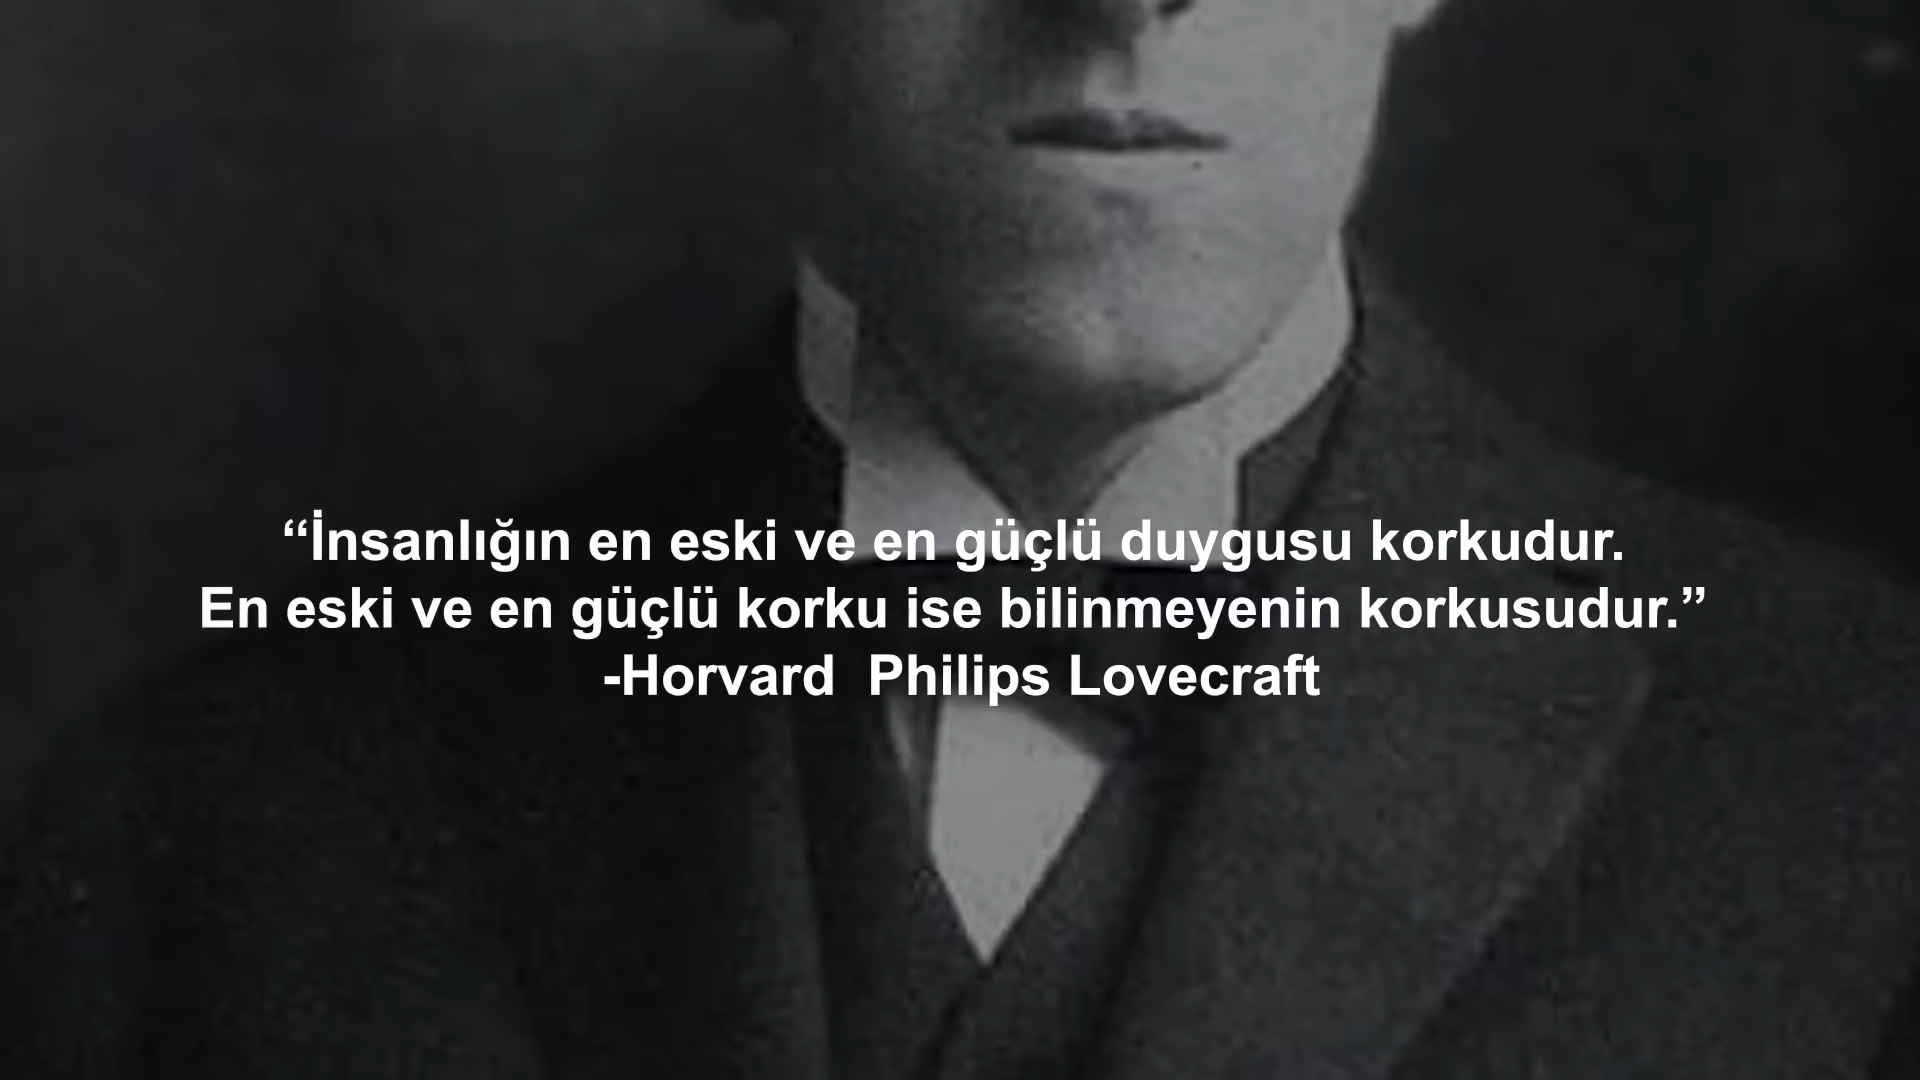 “İnsanlığın en eski ve en güçlü duygusu korkudur.
En eski ve en güçlü korku ise bilinmeyenin korkusudur.”
-Horvard  Philips Lovecraft